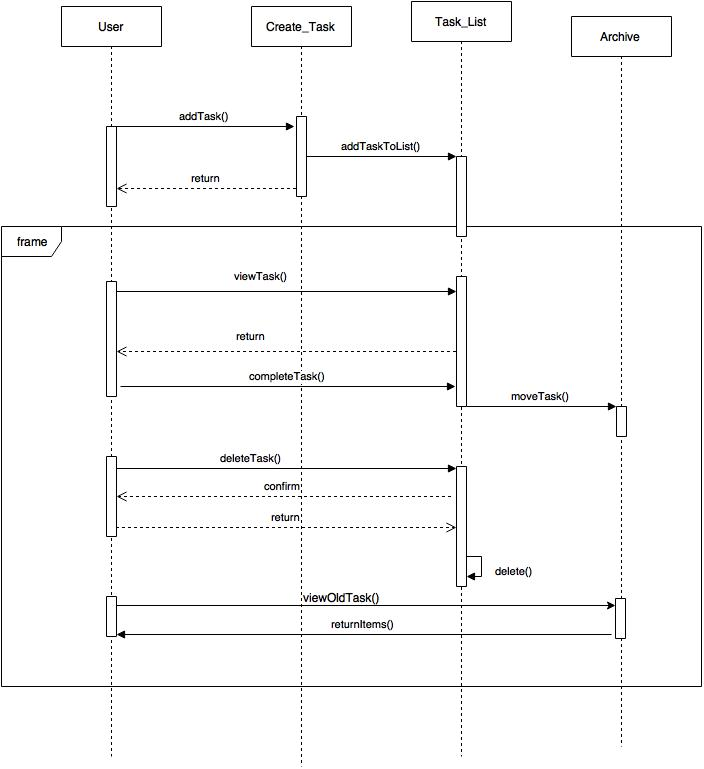 User
Create_Task
Task_List
Archive
addTask()
addTaskToList()
return
frame
viewTask()
return
completeTask()
moveTask()
deleteTask()
confirm
return
delete()
viewOldTask()
returnItems()